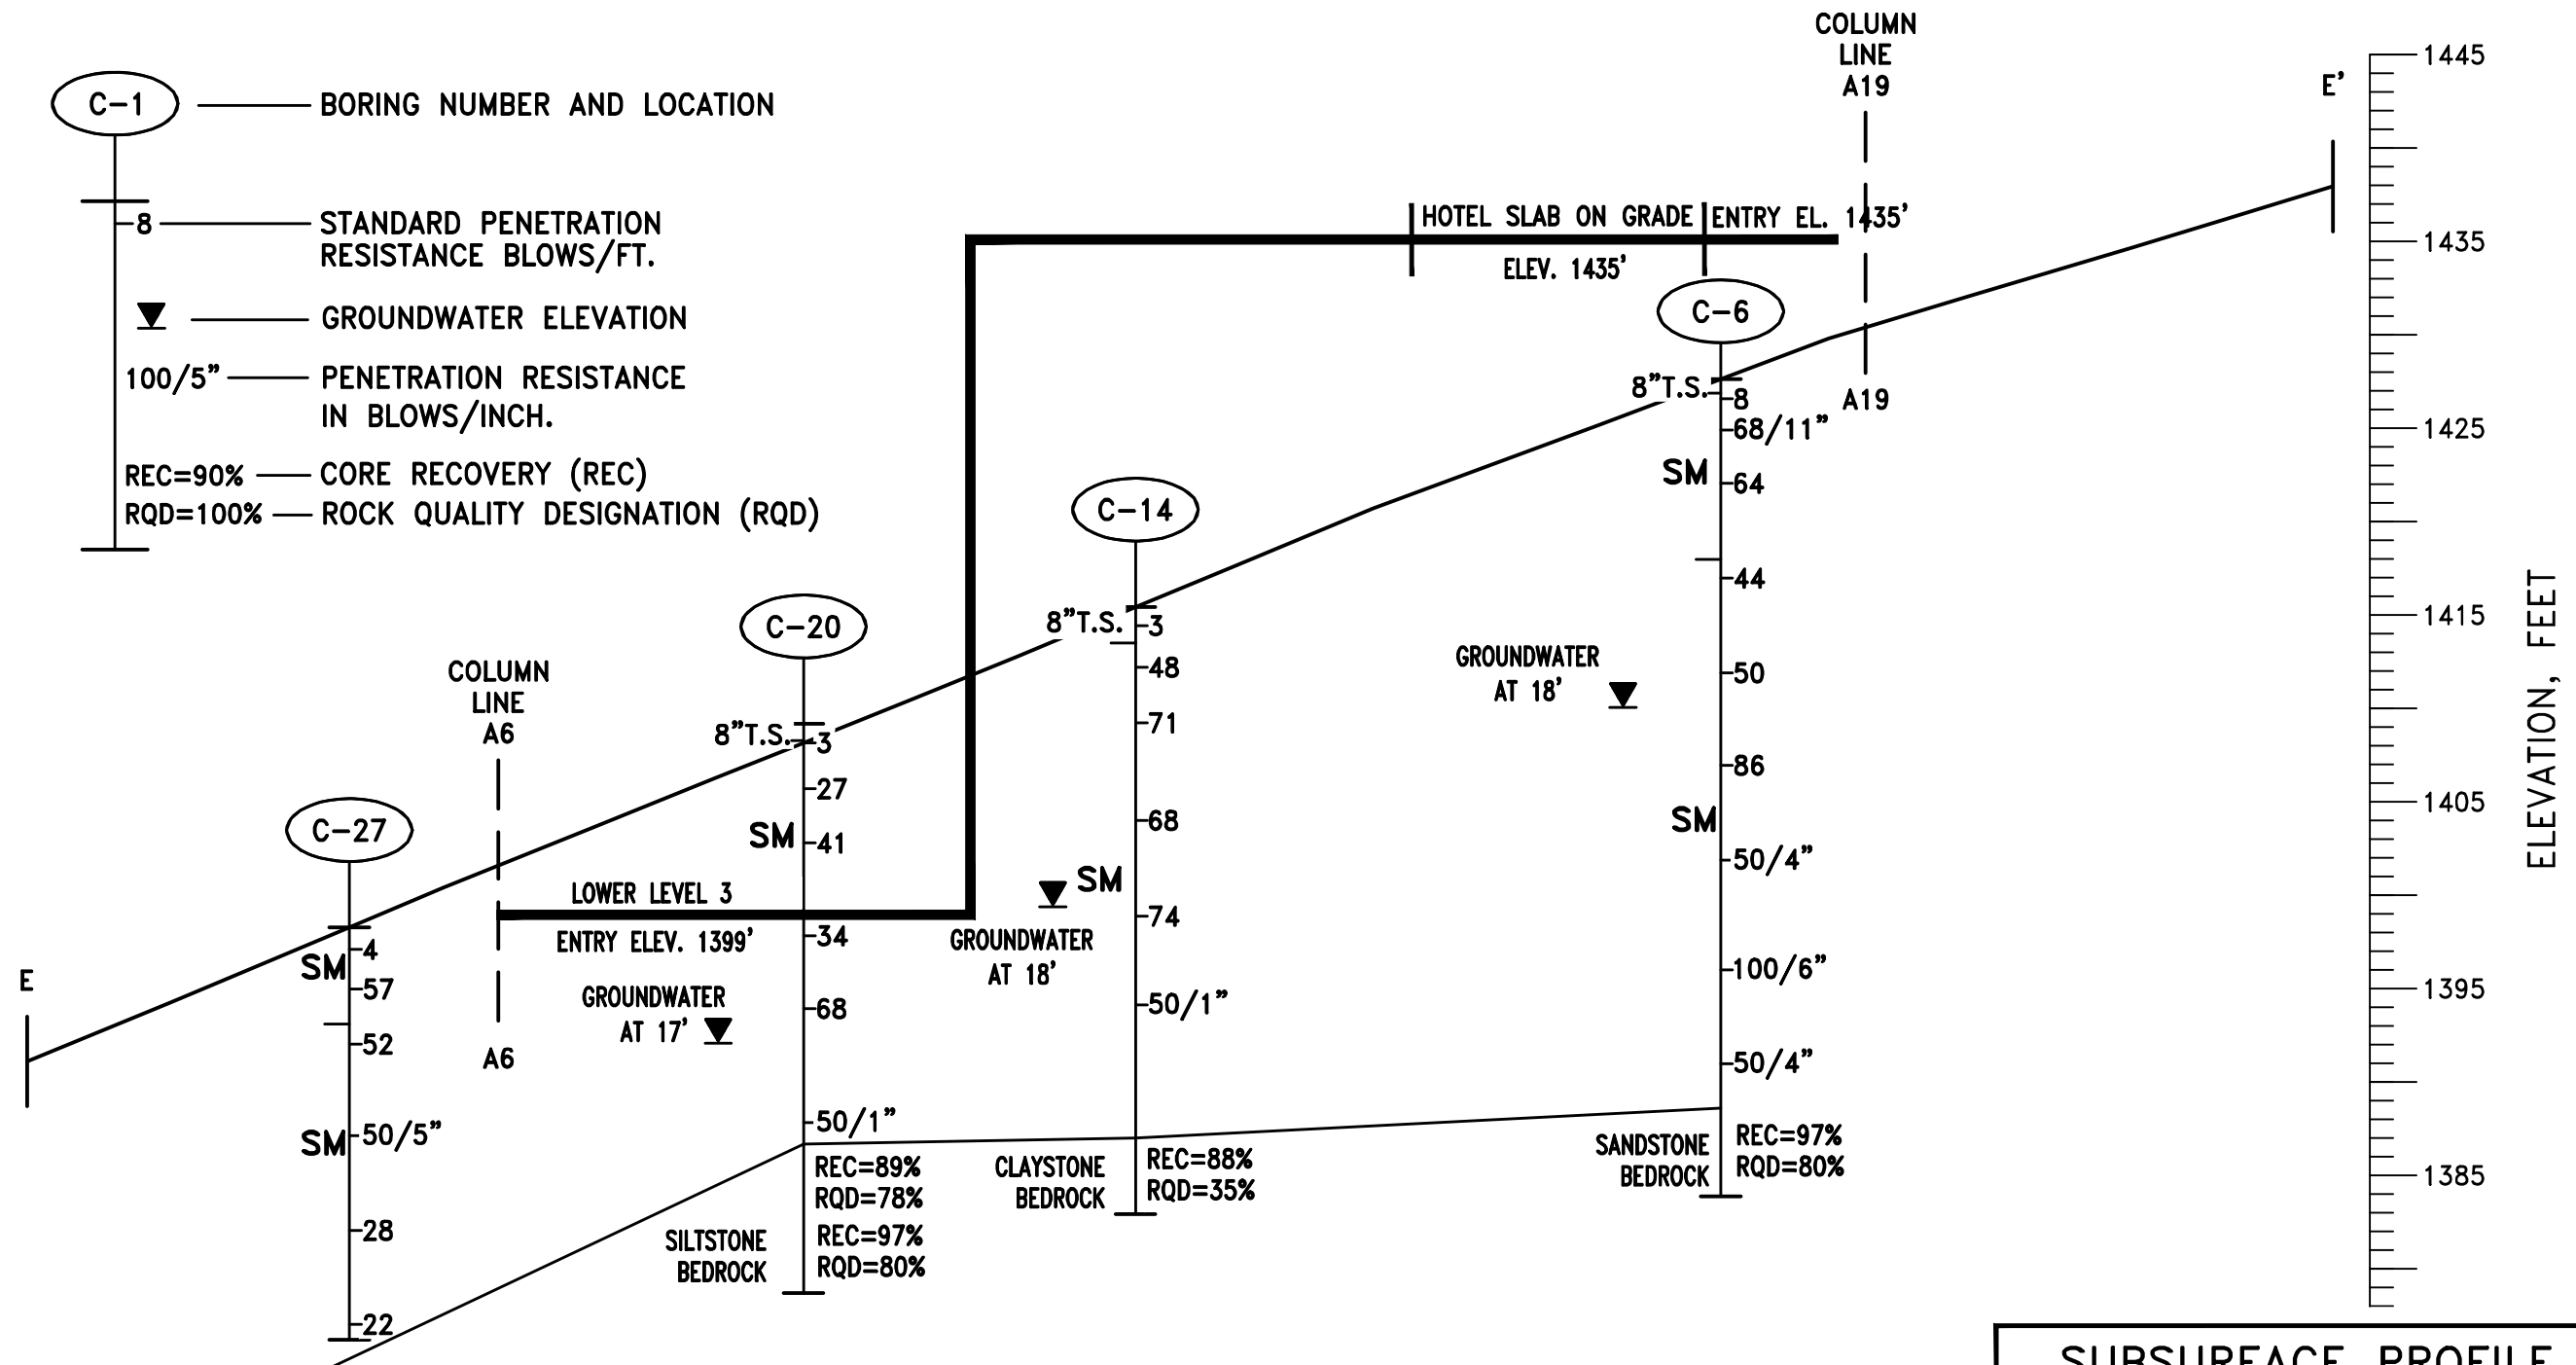 C-1
BORING NUMBER AND LOCATION
8
STANDARD PENETRATION
RESISTANCE BLOWS/FT.
GROUNDWATER ELEVATION
100/5"
PENETRATION RESISTANCE
IN BLOWS/INCH.
REC=90%
CORE RECOVERY (REC)
RQD=100%
ROCK QUALITY DESIGNATION (RQD)
E
C-27
4
SM
57
52
SM
50/5"
28
22
COLUMN
LINE
A6
A6
LOWER LEVEL 3
ENTRY ELEV. 1399'
GROUNDWATER
AT 17'
C-20
8"T.S.
3
27
SM
41
34
68
50/1"
REC=89%
RQD=78%
SILTSTONE
BEDROCK
REC=97%
RQD=80%
C-14
8"T.S.
3
48
71
68
SM
74
GROUNDWATER
AT 18'
50/1"
CLAYSTONE
BEDROCK
REC=88%
RQD=35%
HOTEL SLAB ON GRADE
ELEV. 1435'
ENTRY EL. 1435'
C-6
8"T.S.
8
68/11"
SM
64
44
GROUNDWATER
AT 18'
50
86
SM
50/4"
100/6"
50/4"
SANDSTONE
BEDROCK
REC=97%
RQD=80%
COLUMN
LINE
A19
A19
E'
1445
1435
1425
1415
1405
1395
1385
ELEVATION, FEET
SUBSURFACE PROFILE